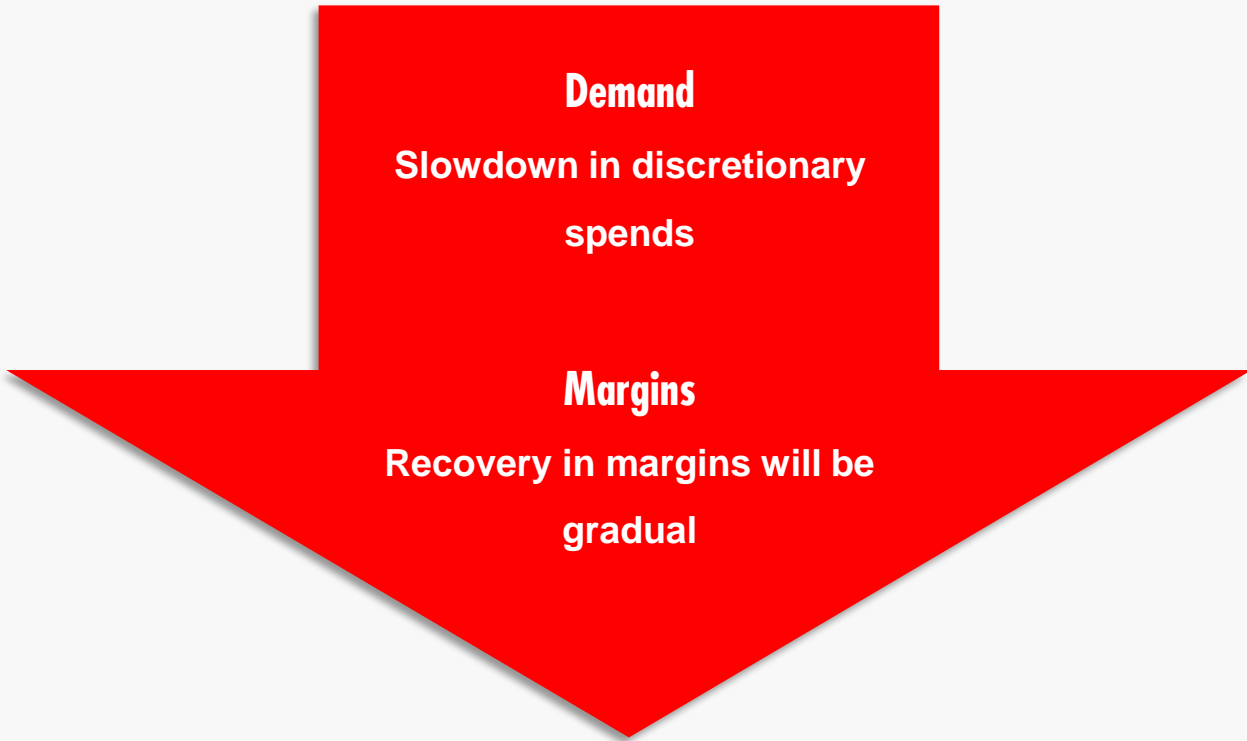 Demand
Slowdown in discretionary
spends
Margins
Recovery in margins will be
gradual